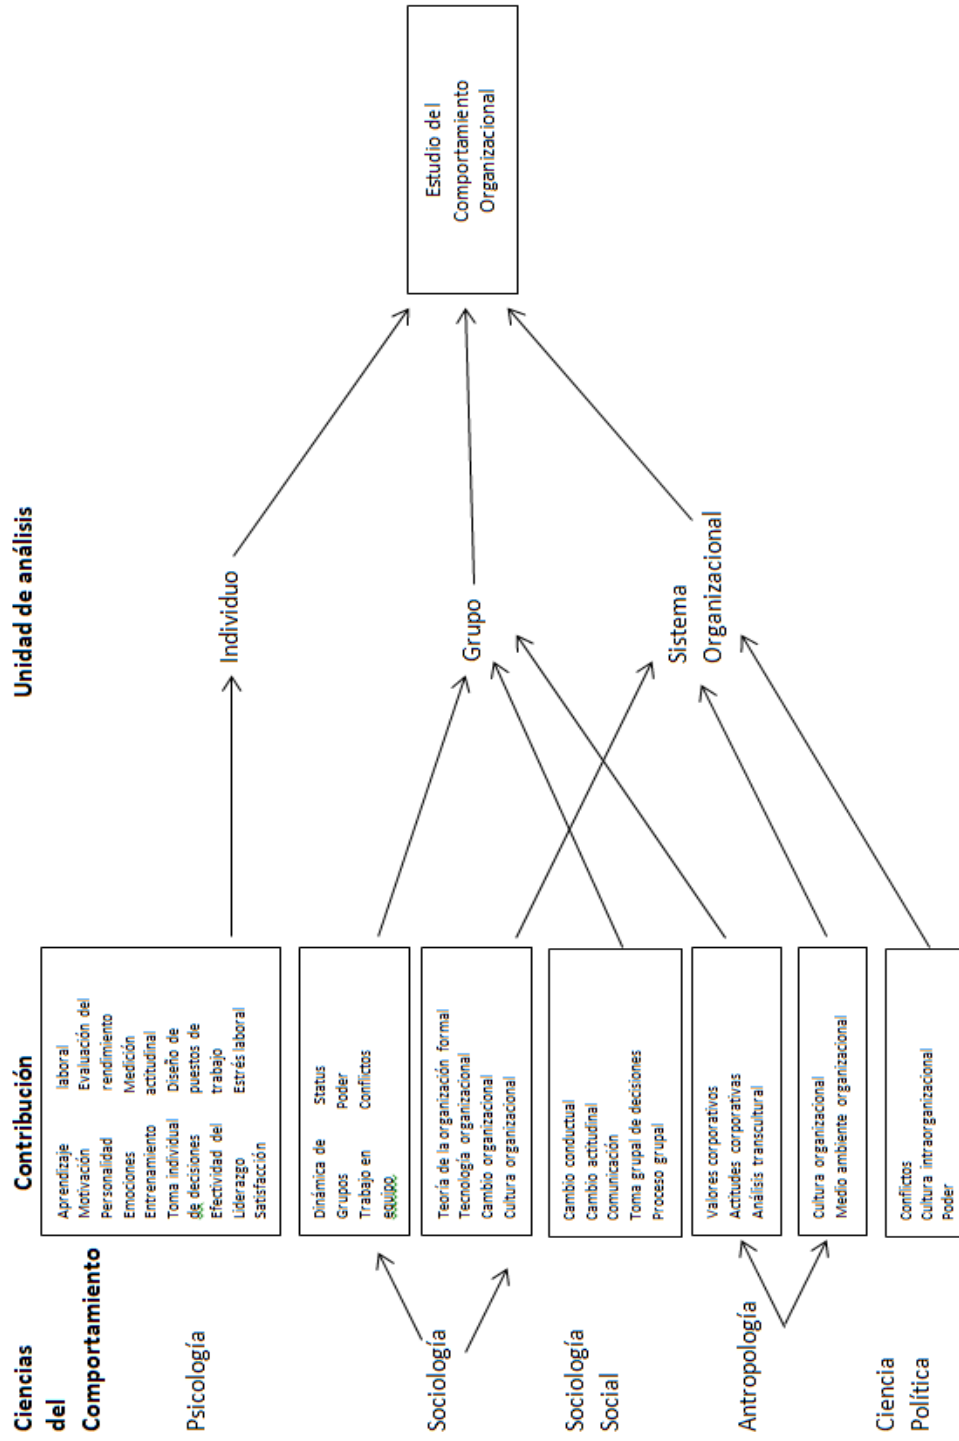 Ciencias
del
Comportamiento
Contribución
Unidad de análisis
Psicología
Aprendizaje
Motivación
Personalidad
Emociones
Entrenamiento
Toma individual
de decisiones
Efectividad del
Liderazgo
Satisfacción
laboral
Evaluación del
rendimiento
Medición
actitudinal
Diseño de
puestos de
trabajo
Estrés laboral
Individuo
Sociología
Dinámica de
Grupos
Trabajo en
equipo
Status
Poder
Conflictos
Teoría de la organización formal
Tecnología organizacional
Cambio organizacional
Cultura organizacional
Grupo
Estudio del
Comportamiento
Organizacional
Sociología
Social
Cambio conductual
Cambio actitudinal
Comunicación
Toma grupal de decisiones
Proceso grupal
Sistema
Organizacional
Antropología
Valores corporativos
Actitudes corporativas
Análisis transcultural
Cultura organizacional
Medio ambiente organizacional
Ciencia
Política
Conflictos
Cultura intraorganizacional
Poder